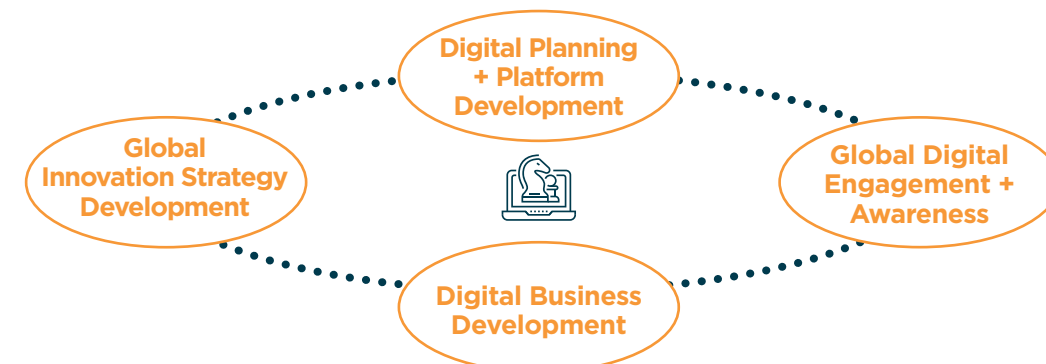 Digital Planning
+ Platform
Development
Global
Innovation Strategy
Development
Global Digital
Engagement +
Awareness
Digital Business
Development